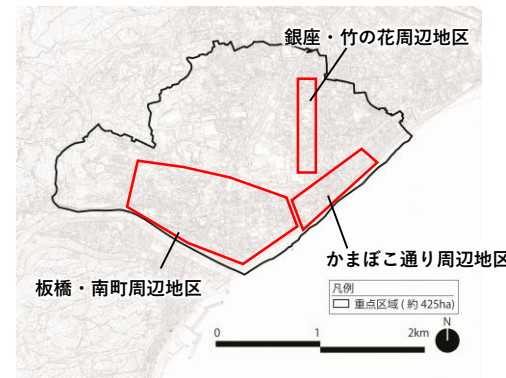 銀座・竹の花周辺地区
かまぼこ通り周辺地区
板橋・南町周辺地区
凡例
重点区域 ( 約 425ha)
0 1 2km
N